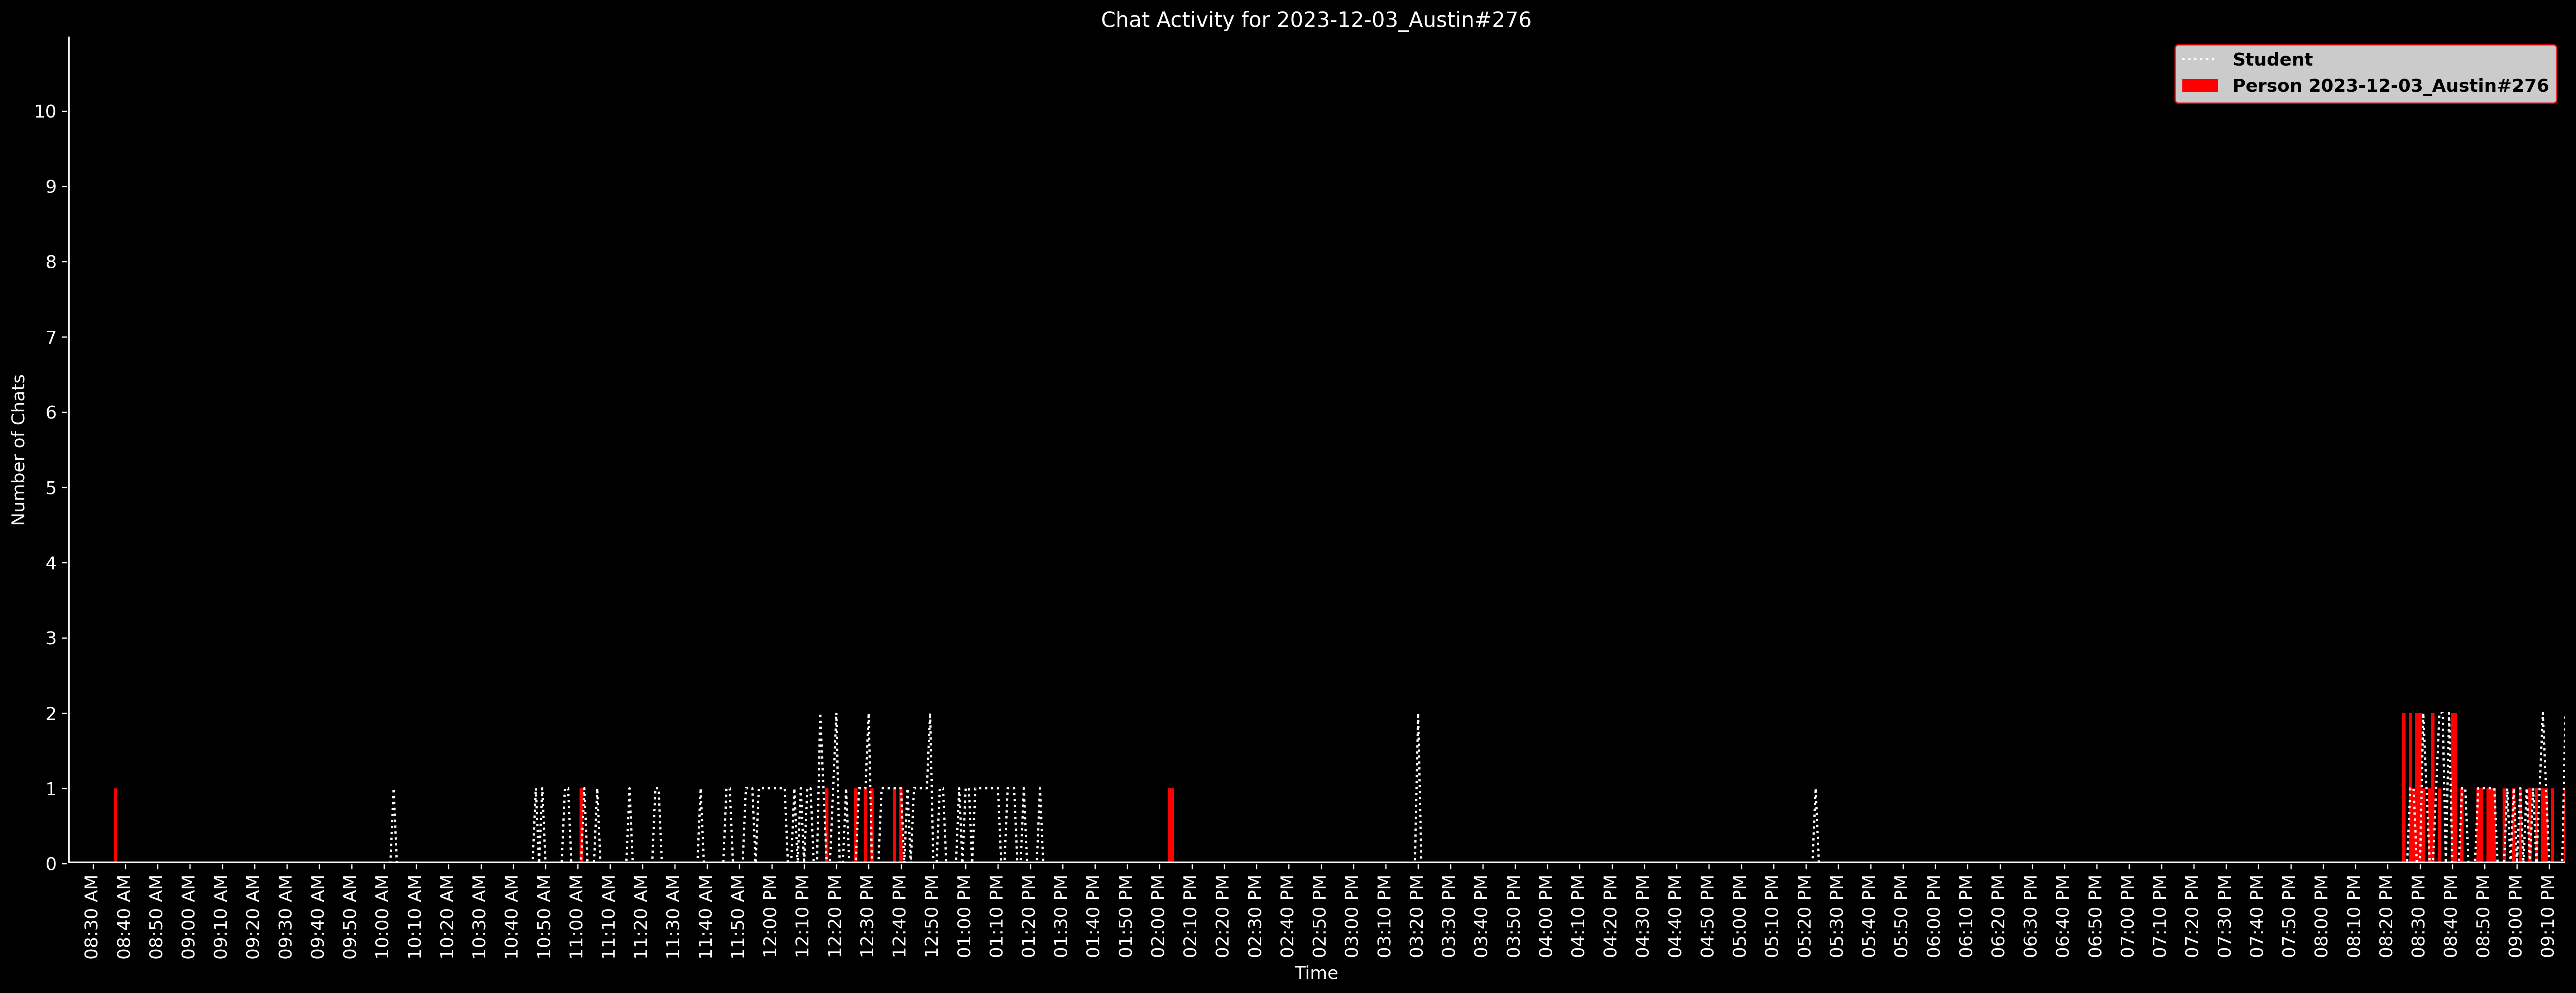 Chat Activity for 2023-12-03_Austin#276
Student
Person 2023-12-03_Austin#276
10
9
8
7
6
5
4
3
2
1
0
Number of Chats
08:30 AM
08:40 AM
08:50 AM
09:00 AM
09:10 AM
09:20 AM
09:30 AM
09:40 AM
09:50 AM
10:00 AM
10:10 AM
10:20 AM
10:30 AM
10:40 AM
10:50 AM
11:00 AM
11:10 AM
11:20 AM
11:30 AM
11:40 AM
11:50 AM
12:00 PM
12:10 PM
12:20 PM
12:30 PM
12:40 PM
12:50 PM
01:00 PM
01:10 PM
01:20 PM
01:30 PM
01:40 PM
01:50 PM
02:00 PM
02:10 PM
02:20 PM
02:30 PM
02:40 PM
02:50 PM
03:00 PM
03:10 PM
03:20 PM
03:30 PM
03:40 PM
03:50 PM
04:00 PM
04:10 PM
04:20 PM
04:30 PM
04:40 PM
04:50 PM
05:00 PM
05:10 PM
05:20 PM
05:30 PM
05:40 PM
05:50 PM
06:00 PM
06:10 PM
06:20 PM
06:30 PM
06:40 PM
06:50 PM
07:00 PM
07:10 PM
07:20 PM
07:30 PM
07:40 PM
07:50 PM
08:00 PM
08:10 PM
08:20 PM
08:30 PM
08:40 PM
08:50 PM
09:00 PM
09:10 PM
Time